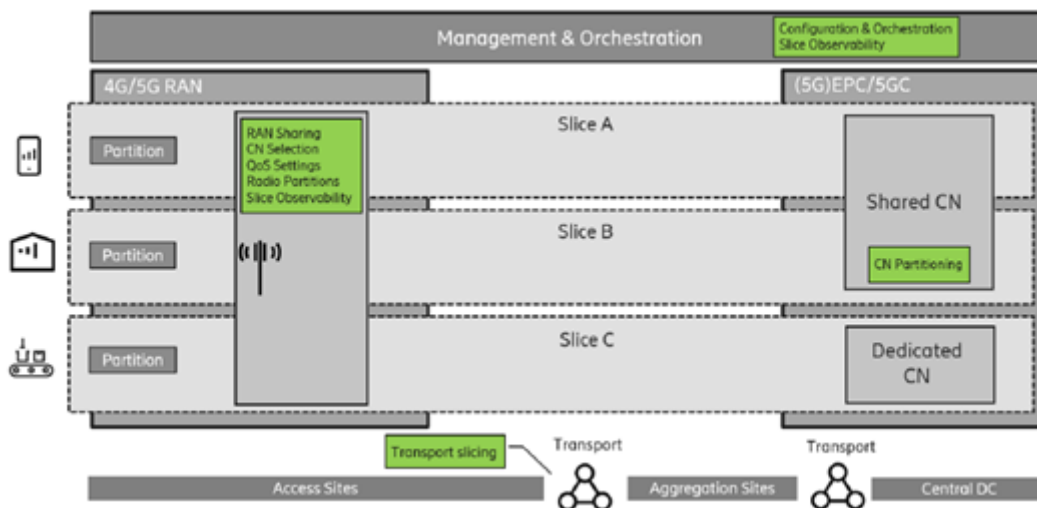 Management & Orchestration
Configuration & Orchestration
Slice Observability
4G/5G RAN
(5G)EPC/5GC
Slice A
Partition
RAN Sharing
CN Selection
QoS Settings
Radio Partitions
Slice Observability
Shared CN
Slice B
Partition
CN Partitioning
Slice C
Partition
Dedicated
CN
Transport slicing
Transport
Transport
Access Sites
Aggregation Sites
Central DC